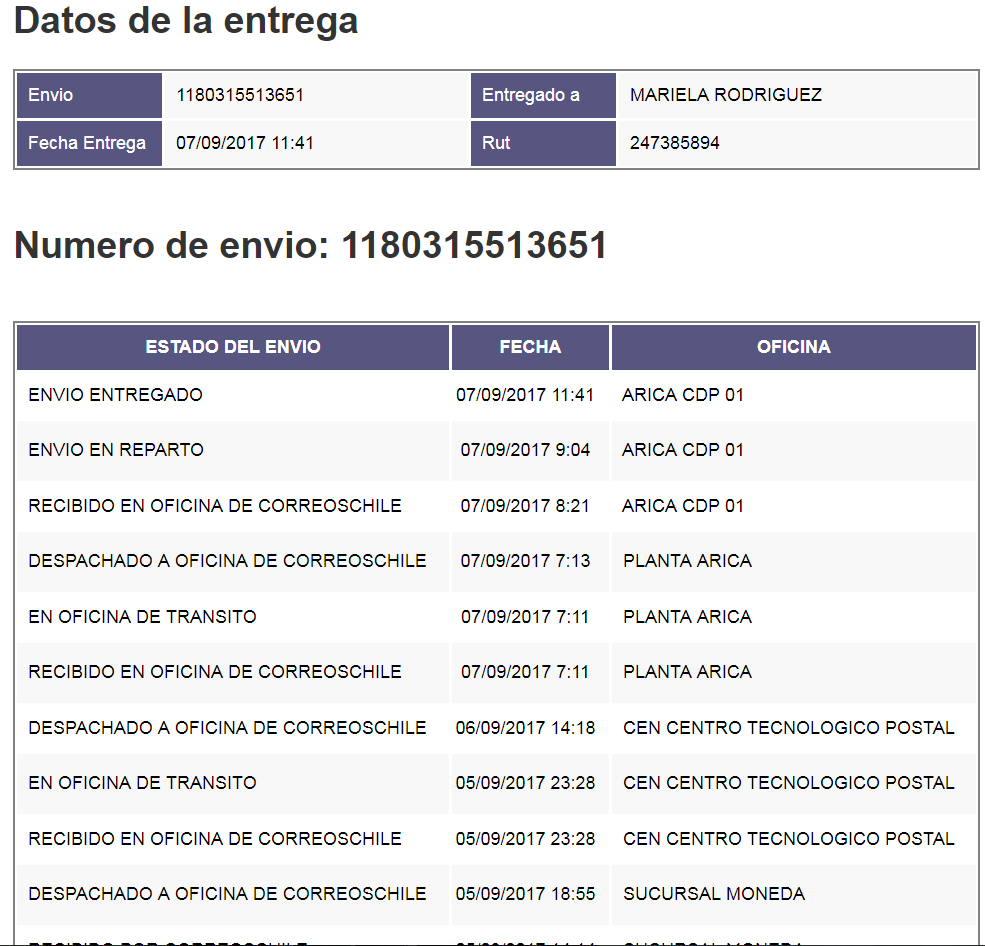 Datos de la entrega
Envio 1180315513651 Entregado a MARIELA RODRIGUEZ
Fecha Entrega 07/09/2017 11:41 Rut 247385894
Numero de envio: 1180315513651
ESTADO DEL ENVIO FECHA OFICINA
ENVIO ENTREGADO 07/09/2017 11:41 ARICA CDP 01
ENVIO EN REPARTO 07/09/2017 9:04 ARICA CDP 01
RECIBIDO EN OFICINA DE CORREOSCHILE 07/09/2017 8:21 ARICA CDP 01
DESPACHADO A OFICINA DE CORREOSCHILE 07/09/2017 7:13 PLANTA ARICA
EN OFICINA DE TRANSITO 07/09/2017 7:11 PLANTA ARICA
RECIBIDO EN OFICINA DE CORREOSCHILE 07/09/2017 7:11 PLANTA ARICA
DESPACHADO A OFICINA DE CORREOSCHILE 06/09/2017 14:18 CEN CENTRO TECNOLOGICO POSTAL
EN OFICINA DE TRANSITO 05/09/2017 23:28 CEN CENTRO TECNOLOGICO POSTAL
RECIBIDO EN OFICINA DE CORREOSCHILE 05/09/2017 23:28 CEN CENTRO TECNOLOGICO POSTAL
DESPACHADO A OFICINA DE CORREOSCHILE 05/09/2017 18:55 SUCURSAL MONEDA